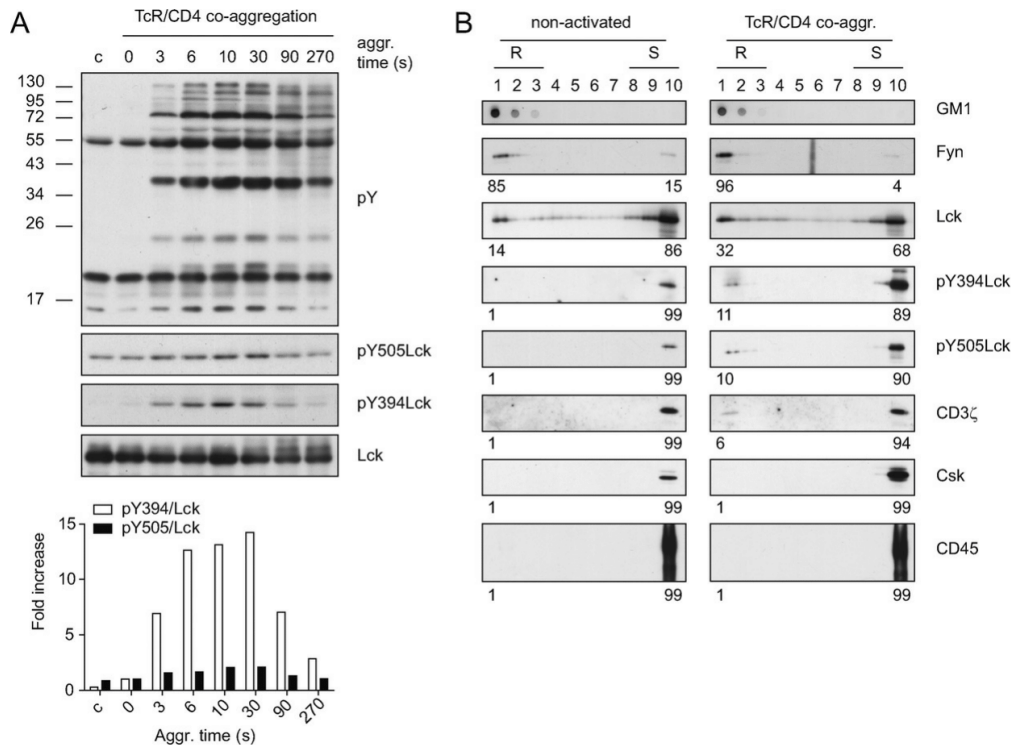 A
TcR/CD4 co-aggregation
c 0 3 6 10 30 90 270
aggr.
time (s)
130
95
72
55
43
34
26
17
pY
pY505Lck
pY394Lck
Lck
pY394/Lck
pY505/Lck
Fold increase
15
10
5
0
c 0 3 6 10 30 90 270
Aggr. time (s)
B
non-activated TcR/CD4 co-aggr.
R S R S
1 2 3 4 5 6 7 8 9 10 1 2 3 4 5 6 7 8 9 10
GM1
Fyn
85 15 96 4
Lck
14 86 32 68
pY394Lck
1 99 11 89
pY505Lck
1 99 10 90
CD3ζ
1 99 6 94
Csk
1 99 1 99
CD45
1 99 1 99